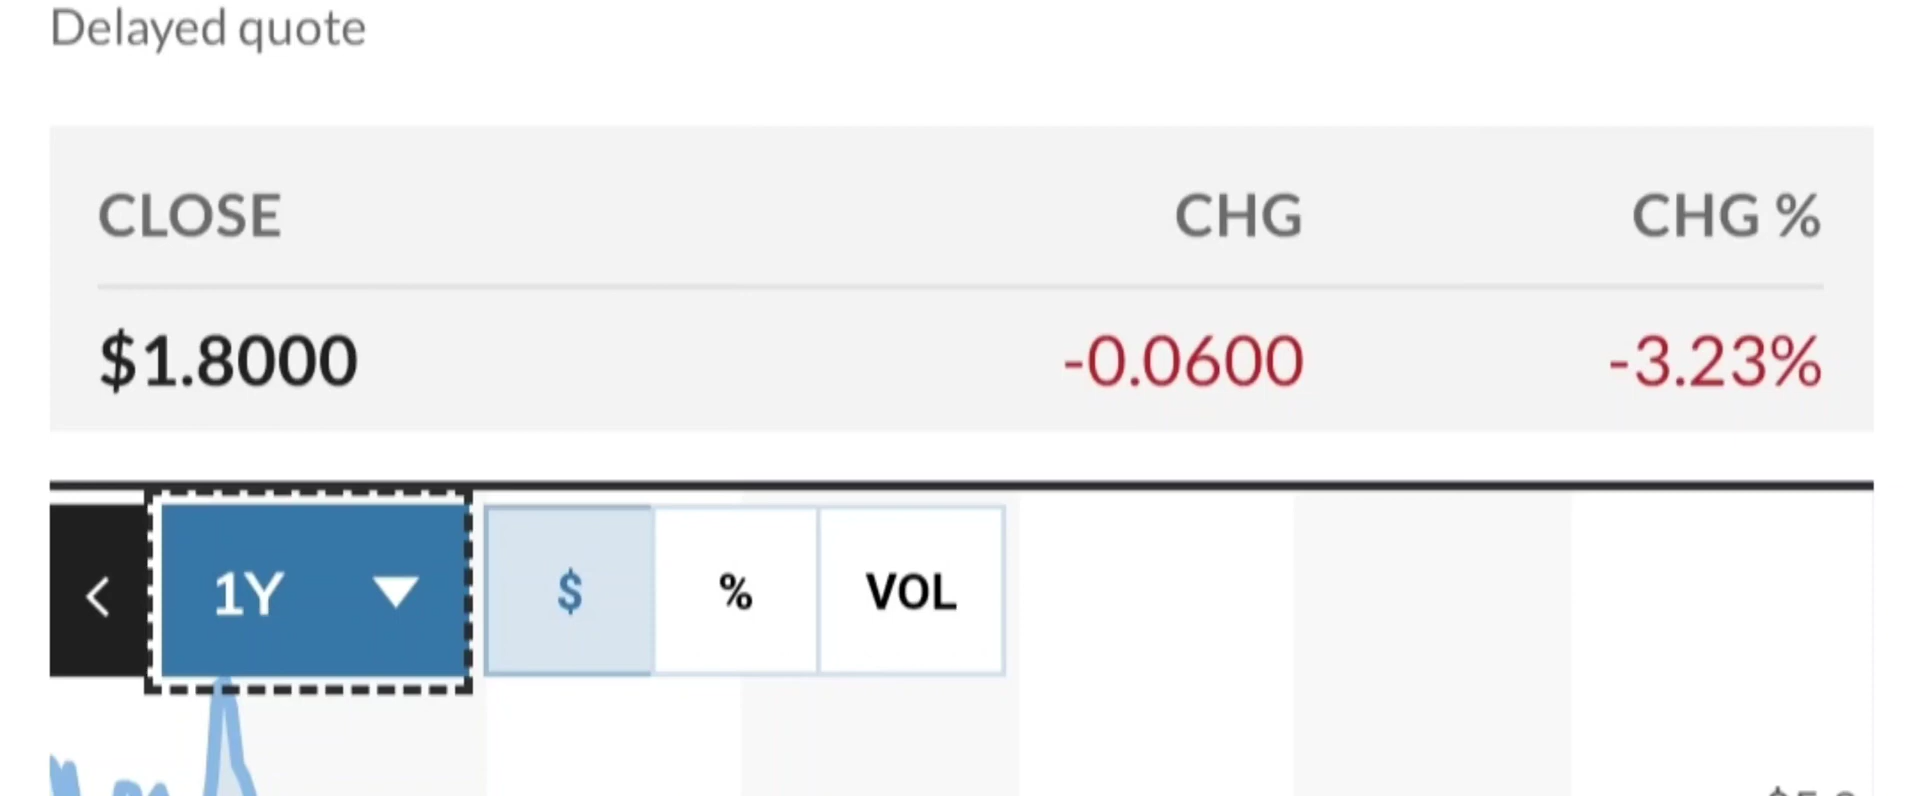 Delayed quote
CLOSE CHG CHG %
$1.8000 -0.0600 -3.23%
1Y $ % VOL